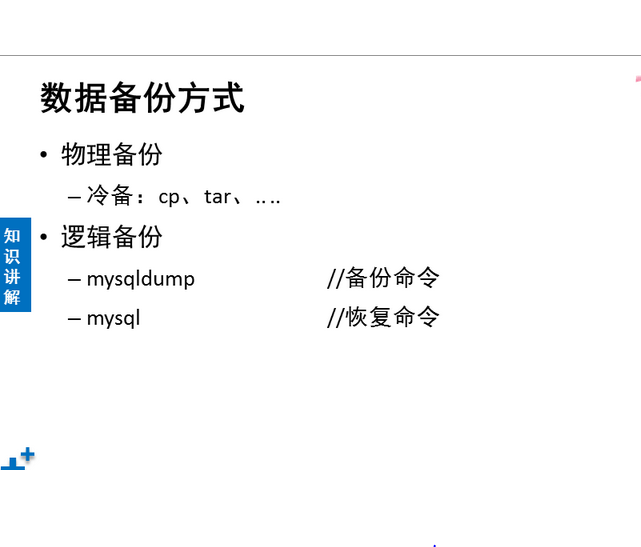 数据备份方式
• 物理备份
– 冷备：cp、tar、....
• 逻辑备份
– mysqldump //备份命令
– mysql //恢复命令
知识讲解